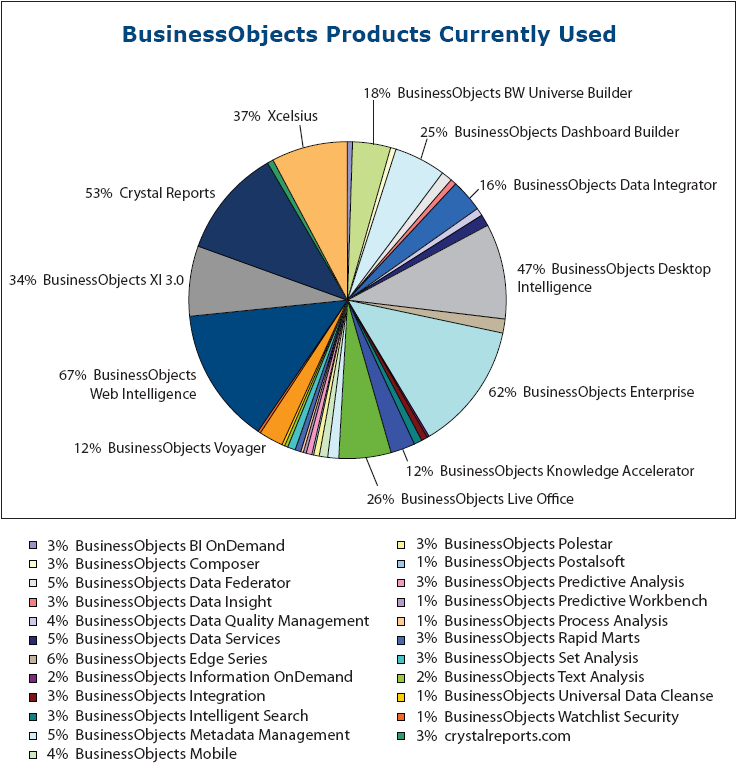 BusinessObjects Products Currently Used
37% Xcelsius
18% BusinessObjects BW Universe Builder
25% BusinessObjects Dashboard Builder
16% BusinessObjects Data Integrator
53% Crystal Reports
34% BusinessObjects XI 3.0
47% BusinessObjects Desktop
Intelligence
67% BusinessObjects
Web Intelligence
62% BusinessObjects Enterprise
12% BusinessObjects Voyager
12% BusinessObjects Knowledge Accelerator
26% BusinessObjects Live Office
3% BusinessObjects BI OnDemand
3% BusinessObjects Composer
5% BusinessObjects Data Federator
3% BusinessObjects Data Insight
4% BusinessObjects Data Quality Management
5% BusinessObjects Data Services
6% BusinessObjects Edge Series
2% BusinessObjects Information OnDemand
3% BusinessObjects Integration
3% BusinessObjects Intelligent Search
5% BusinessObjects Metadata Management
4% BusinessObjects Mobile
3% BusinessObjects Polestar
1% BusinessObjects Postalsoft
3% BusinessObjects Predictive Analysis
1% BusinessObjects Predictive Workbench
1% BusinessObjects Process Analysis
3% BusinessObjects Rapid Marts
3% BusinessObjects Set Analysis
2% BusinessObjects Text Analysis
1% BusinessObjects Universal Data Cleanse
1% BusinessObjects Watchlist Security
3% crystalreports.com